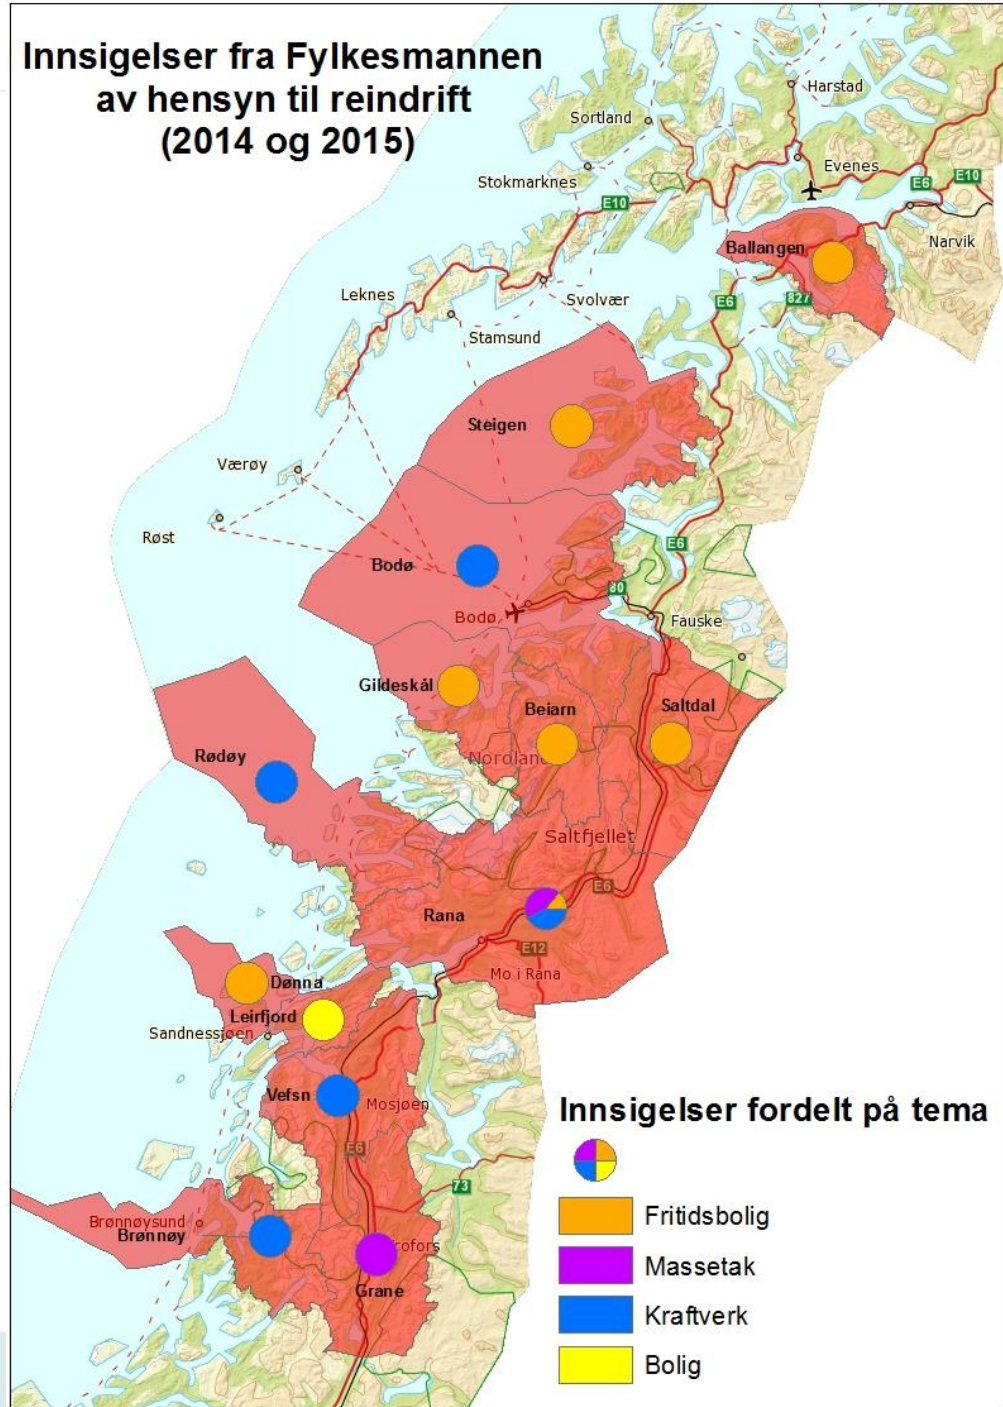 Innsigelser fra Fylkesmannen
av hensyn til reindrift
(2014 og 2015)
Harstad
Sortland
Evenes
Stokmarknes
E6
E10
E10
Narvik
Ballangen
Leknes
Svolvær
E6
827
Stamsund
Steigen
Værøy
Røst
E6
Bodø
80
Bodø
Fauske
Gildeskål
Beiarn
Saltdal
Rødøy
Nordland
Saltfjellet
E6
Rana
E12
Mo i Rana
Dønna
Leirfjord
Sandnessjøen
Vefsn
Mosjøen
Innsigelser fordelt på tema
E6
73
Brønnøysund
Fritidsbolig
Brønnøy
rofors
Massetak
Grane
Kraftverk
Bolig